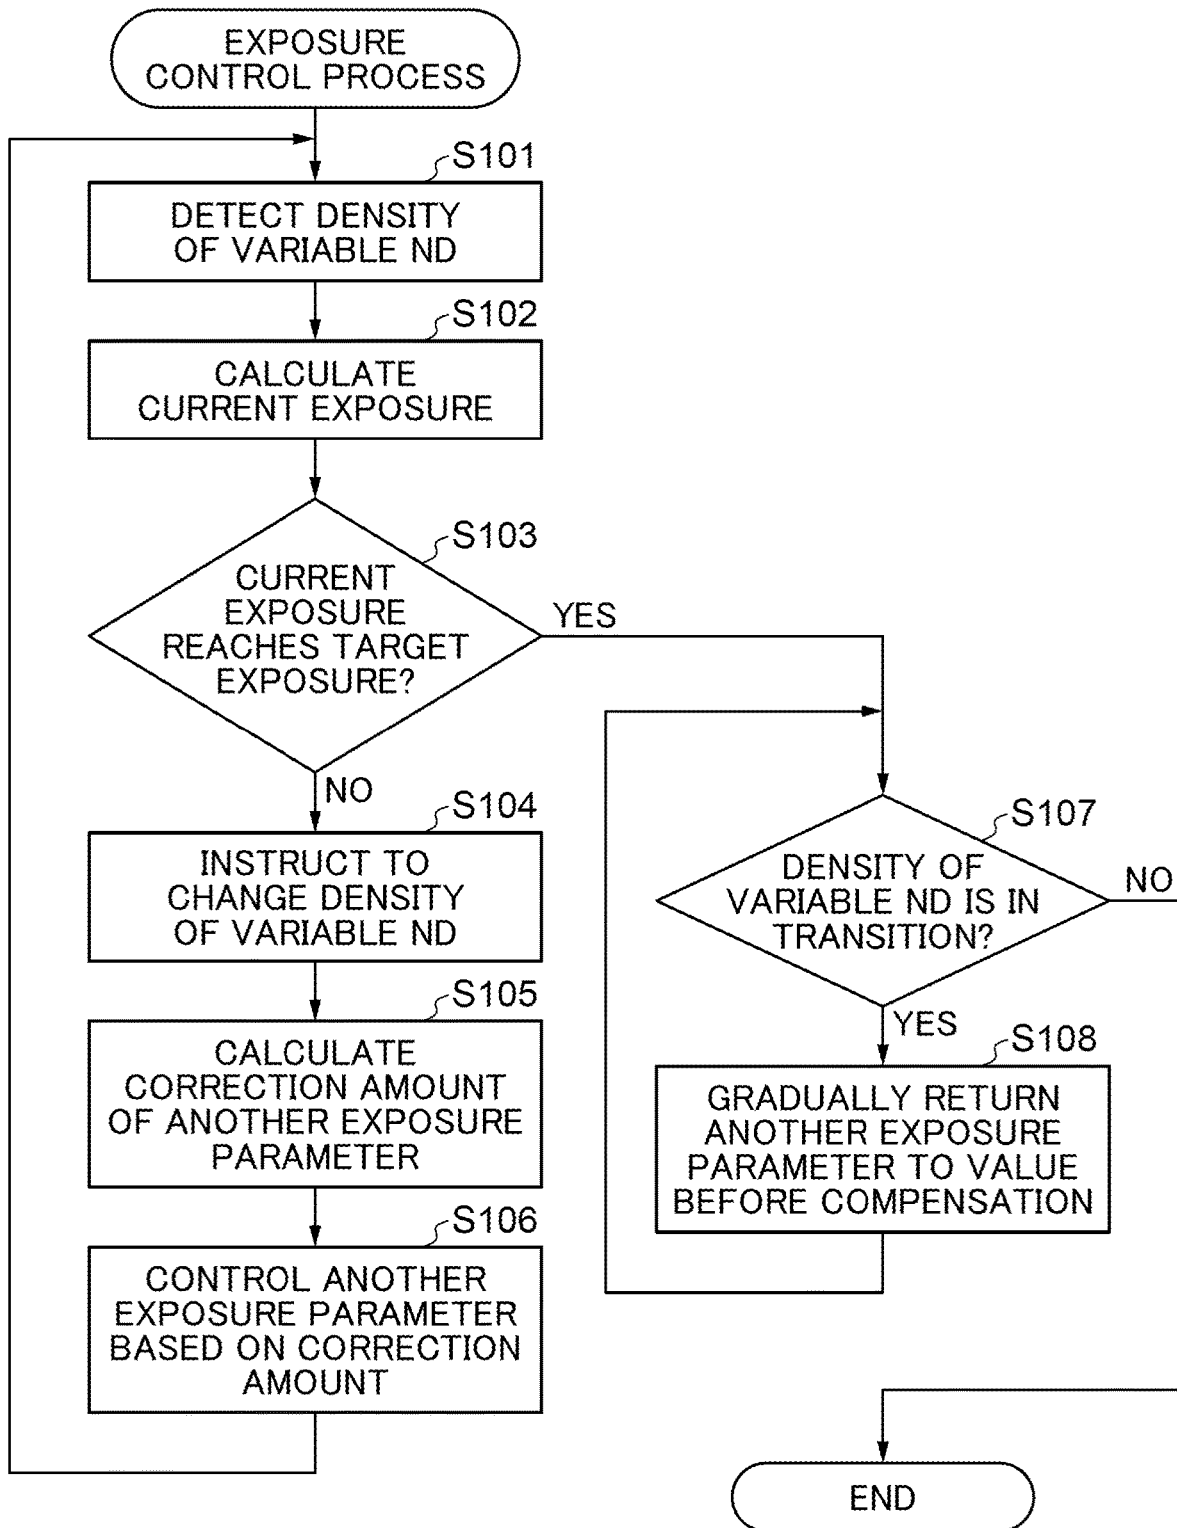 EXPOSURE
CONTROL PROCESS
S101
DETECT DENSITY
OF VARIABLE ND
S102
CALCULATE
CURRENT EXPOSURE
S103
CURRENT
EXPOSURE
REACHES TARGET
EXPOSURE?
YES
NO
S104
INSTRUCT TO
CHANGE DENSITY
OF VARIABLE ND
S105
CALCULATE
CORRECTION AMOUNT
OF ANOTHER EXPOSURE
PARAMETER
S106
CONTROL ANOTHER
EXPOSURE PARAMETER
BASED ON CORRECTION
AMOUNT
S107
DENSITY OF
VARIABLE ND IS IN
TRANSITION?
NO
YES
S108
GRADUALLY RETURN
ANOTHER EXPOSURE
PARAMETER TO VALUE
BEFORE COMPENSATION
END